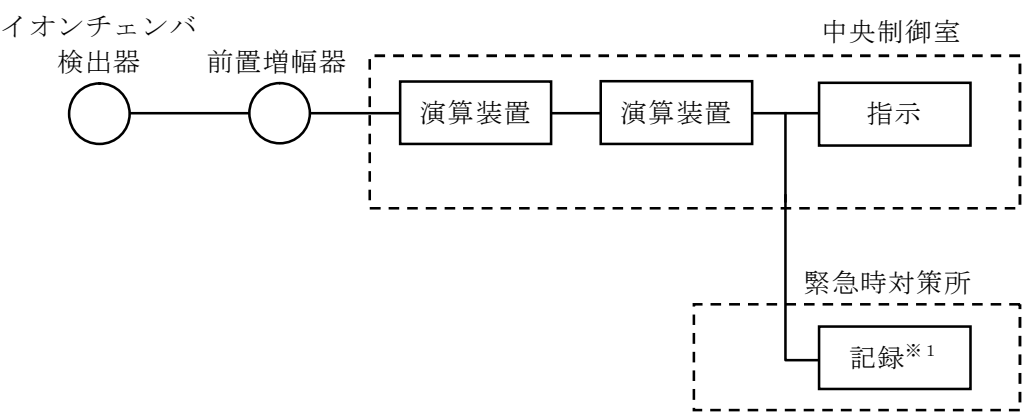 イオンチェンバ
検出器
前置増幅器
中央制御室
演算装置
演算装置
指示
緊急時対策所
記録※1